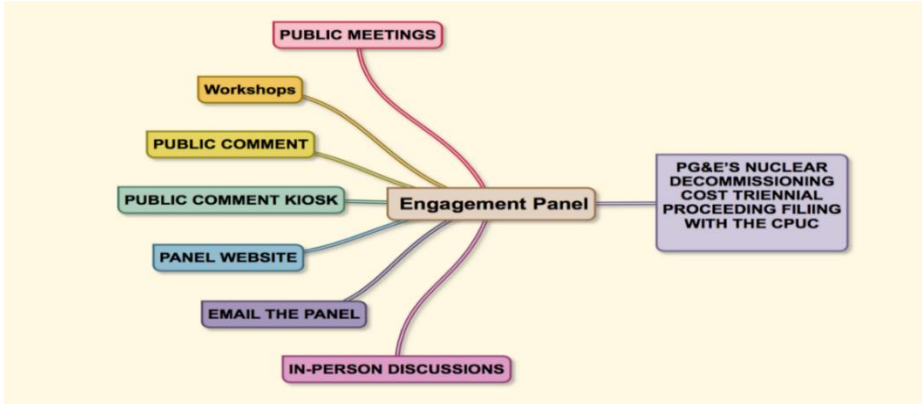 PUBLIC MEETINGS
Workshops
PUBLIC COMMENT
PUBLIC COMMENT KIOSK
PANEL WEBSITE
EMAIL THE PANEL
IN-PERSON DISCUSSIONS
Engagement Panel
PG&E'S NUCLEAR
DECOMMISSIONING
COST TRIENNIAL
PROCEEDING FILIING
WITH THE CPUC